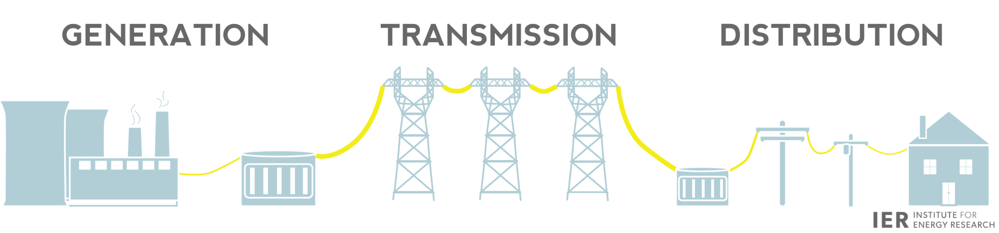 GENERATION TRANSMISSION DISTRIBUTION
IER INSTITUTE FOR
ENERGY RESEARCH